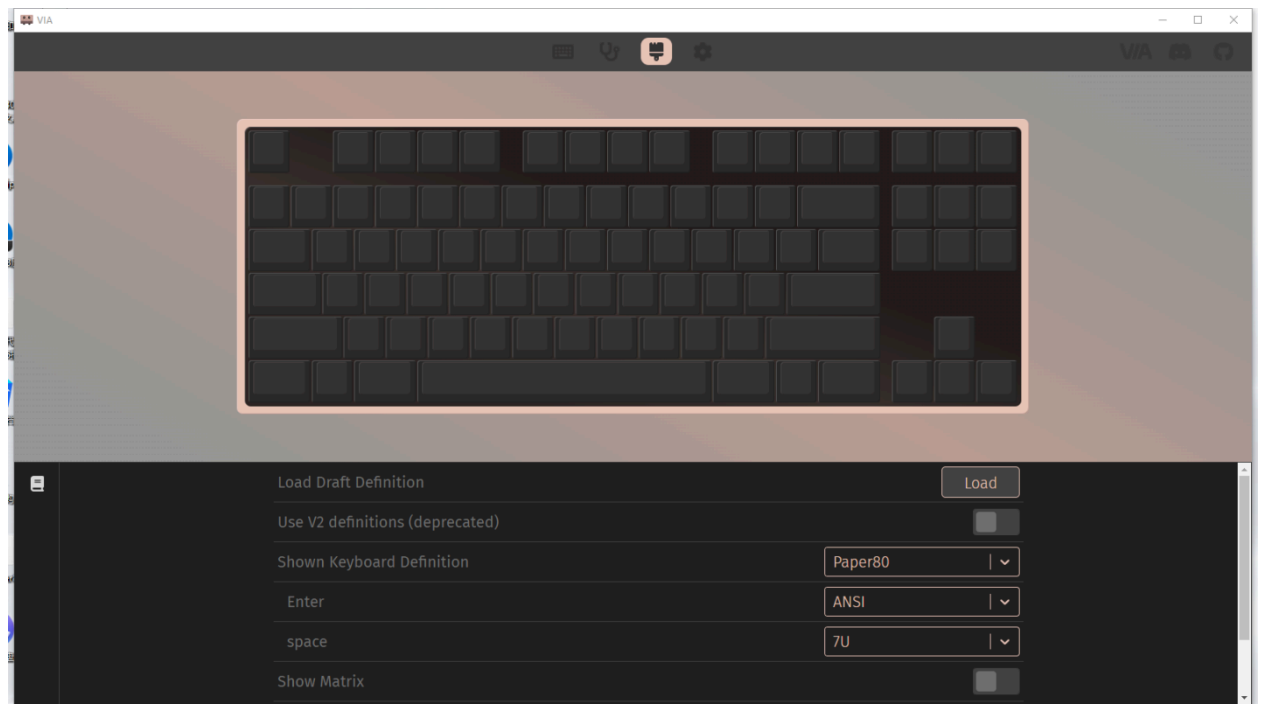 VIA
VIA
Load Draft Definition
Load
Use V2 definitions (deprecated)
Shown Keyboard Definition
Paper80
Enter
ANSI
space
7U
Show Matrix